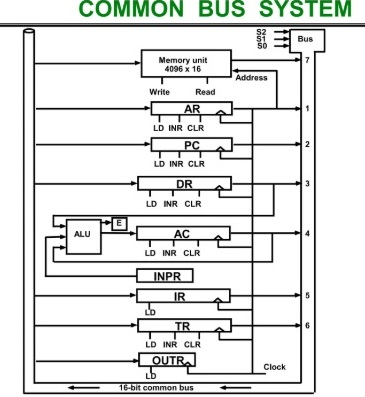 COMMON BUS SYSTEM
S2
S1
S0
Bus
Memory unit
4096 x 16
7
Address
Write Read
AR
1
LD INR CLR
PC
2
LD INR CLR
DR
3
LD INR CLR
E
ALU
AC
4
LD INR CLR
INPR
IR
5
LD
TR
6
LD INR CLR
OUTR
Clock
LD
16-bit common bus